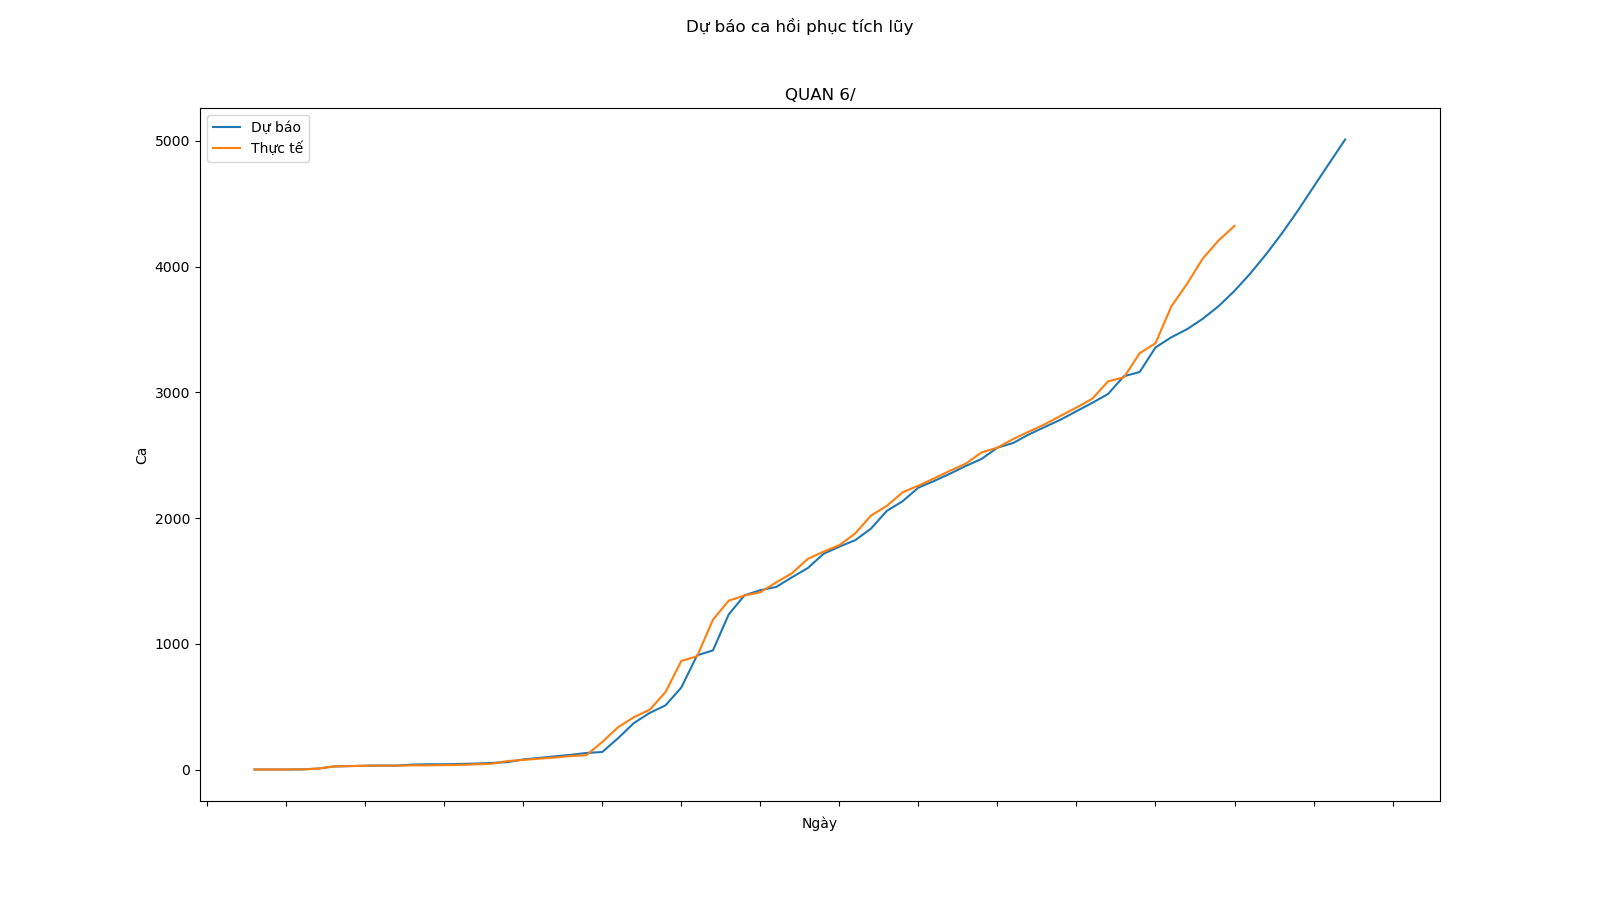 Dự báo ca hồi phục tích lũy
QUAN 6/
Dự báo
Thực tế
5000
4000
3000
2000
1000
0
Ca
Ngày